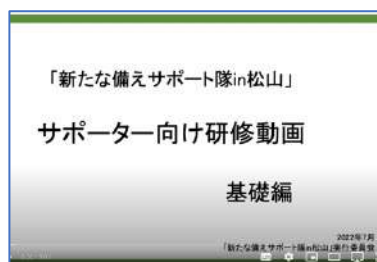 「新たな備えサポート隊in松山」
サポーター向け研修動画
基礎編
2022年7月
「新たな備えサポート隊in松山」実行委員会